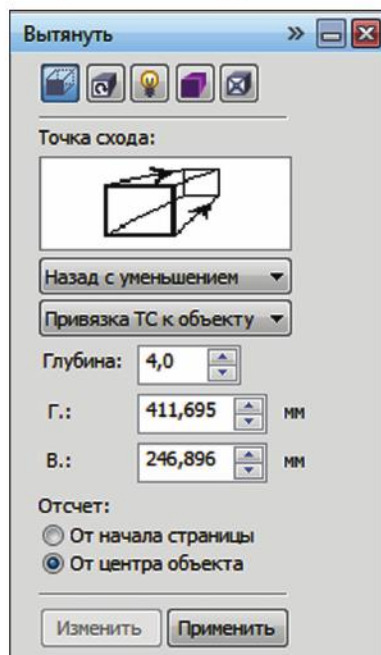 Вытянуть
Точка схода:
Назад с уменьшением
Привязка ТС к объекту
Глубина: 4,0
Г.: 411,695 мм
В.: 246,896 мм
Отсчет:
От начала страницы
От центра объекта
Изменить Применить